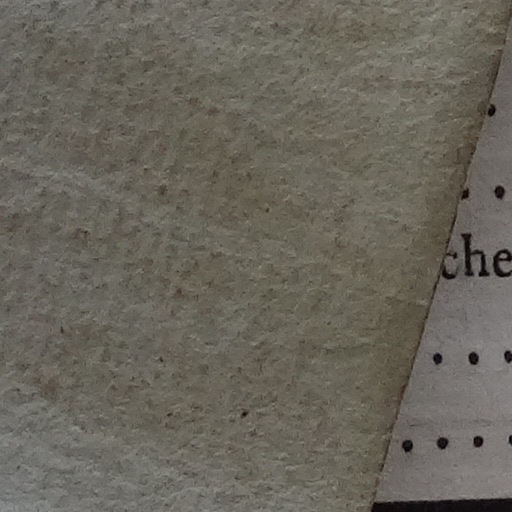 .
. .
che
. . .
. . . .